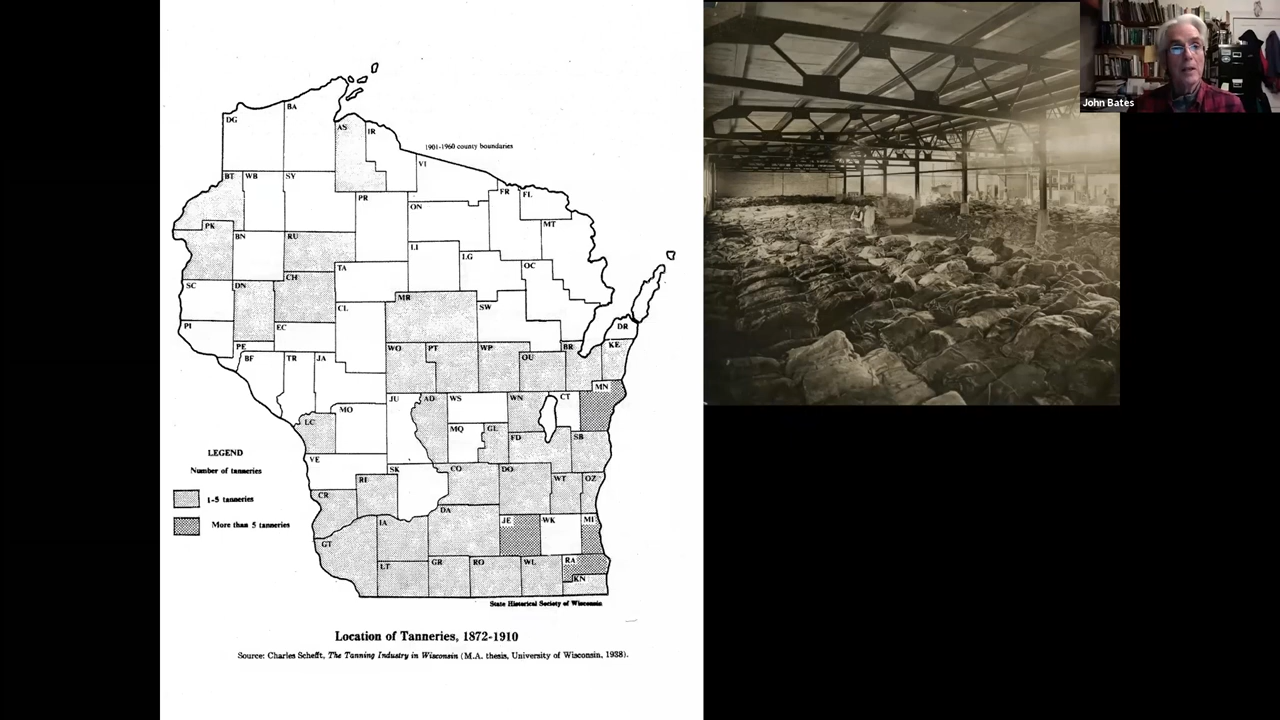 DG
BA
AS
IR
1901-1960 county boundaries
VI
BT
WB
SY
FR
FL
PR
ON
MT
PK
BN
RU
LI
LG
OC
TA
CH
SC
DN
MR
CL
SW
PI
EC
DR
PE
WO
PT
WP
BR
KE
BF
TR
JA
OU
MN
JU
AD
WS
WN
CT
MO
LC
MQ
GL
FD
SB
LEGEND
VE
Number of tanneries
SK
CO
DO
RI
WT
OZ
1-5 tanneries
CR
DA
More than 5 tanneries
IA
JE
WK
MI
GT
LT
GR
RO
WL
RA
KN
State Historical Society of Wisconsin
Location of Tanneries, 1872-1910
Source: Charles Schefft, The Tanning Industry in Wisconsin (M.A. thesis, University of Wisconsin, 1938).
John Bates